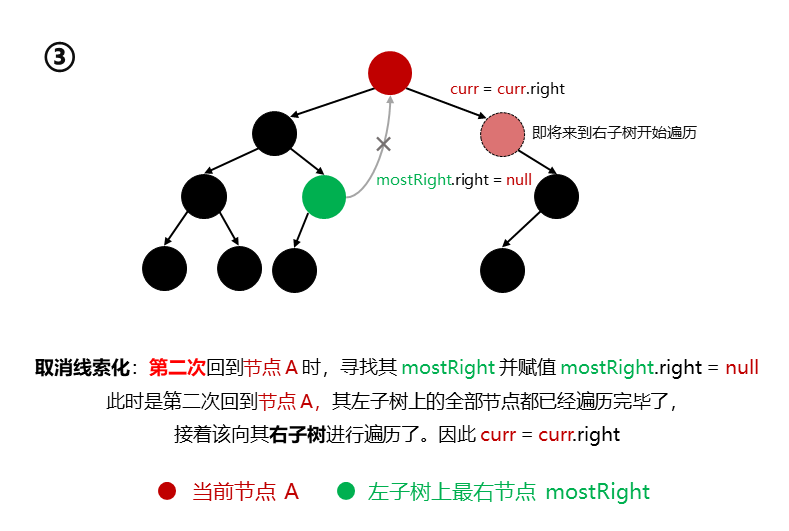 ③
curr = curr.right
即将来到右子树开始遍历
mostRight.right = null
取消线索化：第二次回到节点 A 时，寻找其 mostRight 并赋值 mostRight.right = null
此时是第二次回到节点 A，其左子树上的全部节点都已经遍历完毕了，
接着该向其右子树进行遍历了。因此 curr = curr.right
当前节点 A
左子树上最右节点 mostRight